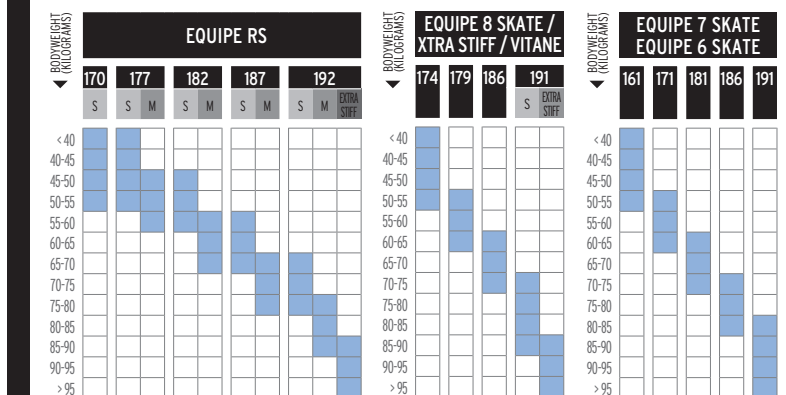 BODYWEIGHT
(KILOGRAMS)
EQUIPE RS
170 177 182 187 192
S S M S M S M S M EXTRA
STIFF
< 40
40-45
45-50
50-55
55-60
60-65
65-70
70-75
75-80
80-85
85-90
90-95
> 95
BODYWEIGHT
(KILOGRAMS)
EQUIPE 8 SKATE /
XTRA STIFF / VITANE
174 179 186 191
S EXTRA
STIFF
< 40
40-45
45-50
50-55
55-60
60-65
65-70
70-75
75-80
80-85
85-90
90-95
> 95
BODYWEIGHT
(KILOGRAMS)
EQUIPE 7 SKATE
EQUIPE 6 SKATE
161 171 181 186 191
< 40
40-45
45-50
50-55
55-60
60-65
65-70
70-75
75-80
80-85
85-90
90-95
> 95